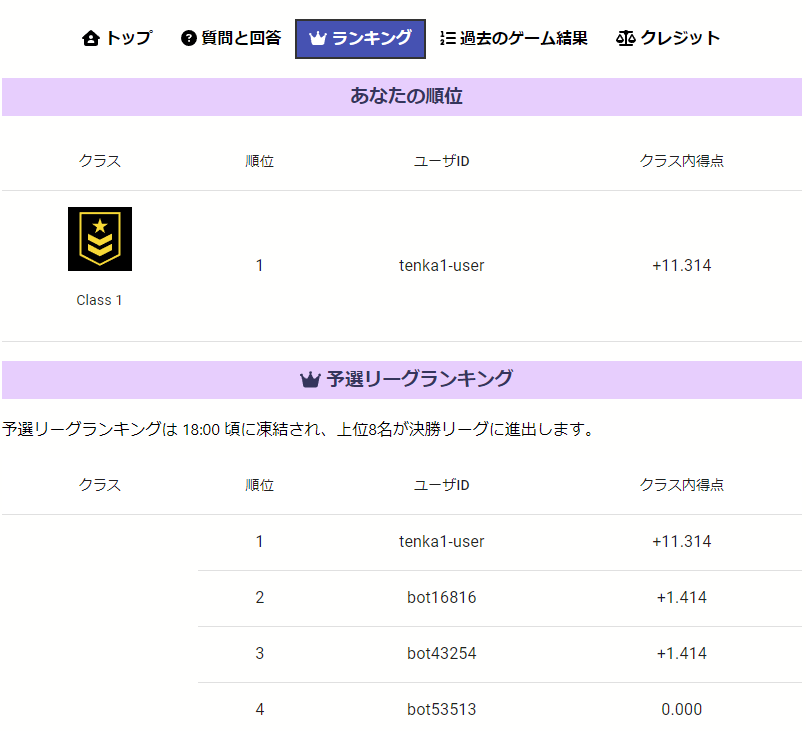 トップ 質問と回答 ランキング 過去のゲーム結果 クレジット
あなたの順位
クラス 順位 ユーザID クラス内得点
1 tenka1-user +11.314
Class 1
予選リーグランキング
予選リーグランキングは 18:00 頃に凍結され、上位8名が決勝リーグに進出します。
クラス 順位 ユーザID クラス内得点
1 tenka1-user +11.314
2 bot16816 +1.414
3 bot43254 +1.414
4 bot53513 0.000